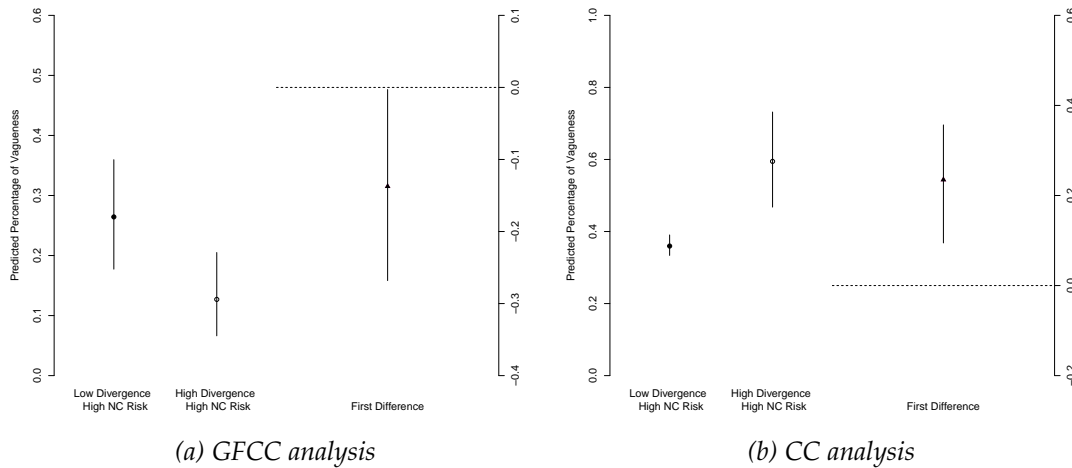 0.6
0.5
0.4
0.3
0.2
0.1
0.0
Predicted Percentage of Vagueness
0.1
0.0
−0.1
−0.2
−0.3
−0.4
Low Divergence
High NC Risk
High Divergence
High NC Risk
First Difference
(a) GFCC analysis
1.0
0.8
0.6
0.4
0.2
0.0
Predicted Percentage of Vagueness
0.6
0.4
0.2
0.0
−0.2
Low Divergence
High NC Risk
High Divergence
High NC Risk
First Difference
(b) CC analysis